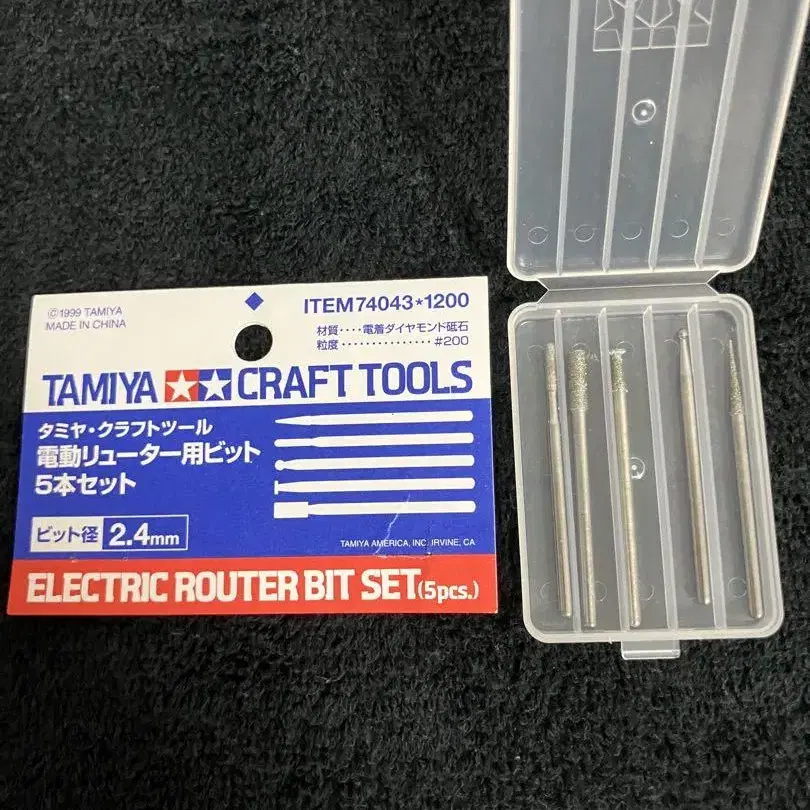 ©1999 TAMIYA
MADE IN CHINA
ITEM 74043★1200
材質‥‥電着ダイヤモンド砥石
粒度‥‥‥‥‥‥‥#200
TAMIYA CRAFT TOOLS
タミヤ・クラフトツール
電動リューター用ビット
5本セット
ビット径 2.4mm
TAMIYA AMERICA, INC. IRVINE, CA
ELECTRIC ROUTER BIT SET(5pcs.)